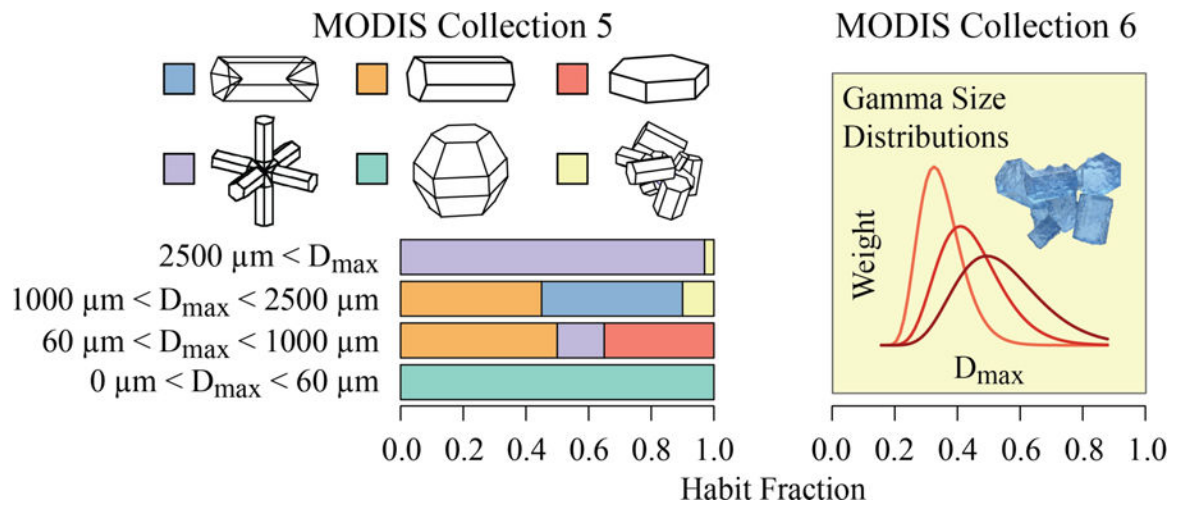 MODIS Collection 5
MODIS Collection 6
2500 µm < Dmax
1000 µm < Dmax < 2500 µm
60 µm < Dmax < 1000 µm
0 µm < Dmax < 60 µm
0.0 0.2 0.4 0.6 0.8 1.0
Gamma Size
Distributions
Weight
Dmax
0.0 0.2 0.4 0.6 0.8 1.0
Habit Fraction